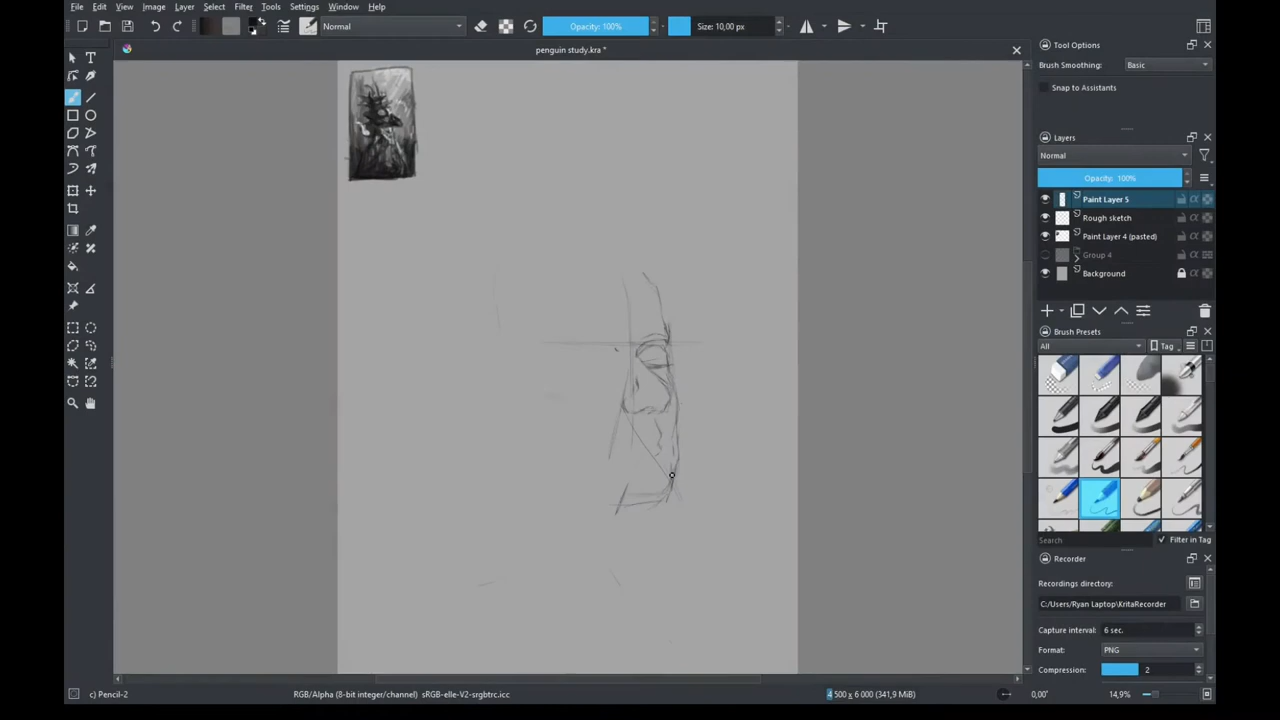 File Edit View Image Layer Select Filter Tools Settings Window Help
Normal Opacity: 100% Size: 10,00 px
penguin study.kra *
Tool Options
Brush Smoothing: Basic
Snap to Assistants
Layers
Normal
Opacity: 100%
Paint Layer 5
Rough sketch
Paint Layer 4 (pasted)
Group 4
Background
Brush Presets
All Tag
Search Filter in Tag
Recorder
Recordings directory:
C:/Users/Ryan Laptop/KritaRecorder
Capture interval: 6 sec.
Format: PNG
Compression: 2
c) Pencil-2 RGB/Alpha (8-bit integer/channel) sRGB-elle-V2-srgbtrc.icc 4 500 x 6 000 (341,9 MiB) 0,00° 14,9%